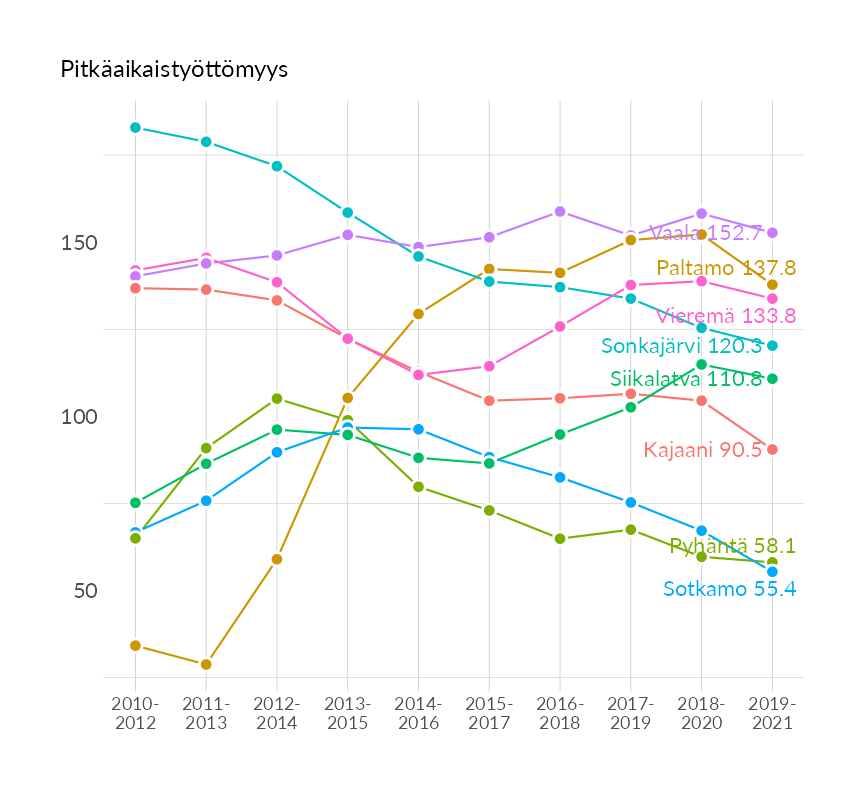 Pitkäaikaistyöttömyys
150
100
50
Vaala 152.7
Paltamo 137.8
Vieremä 133.8
Sonkajärvi 120.3
Siikalatva 110.8
Kajaani 90.5
Pyhäntä 58.1
Sotkamo 55.4
2010- 2011- 2012- 2013- 2014- 2015- 2016- 2017- 2018- 2019-
2012 2013 2014 2015 2016 2017 2018 2019 2020 2021